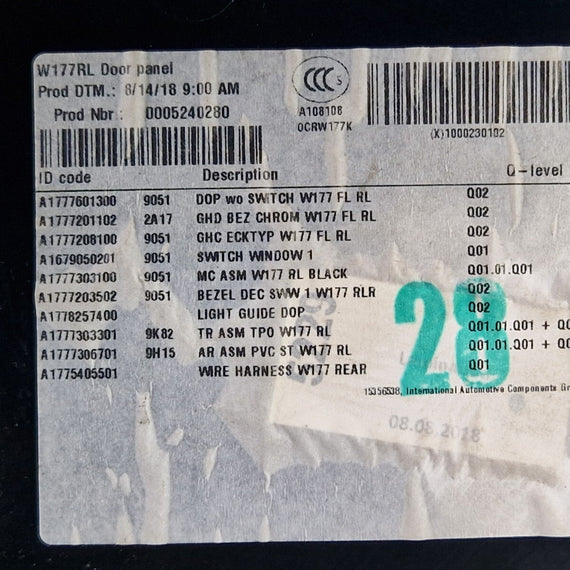 W177RL Door panel
Prod DTM.: 8/14/18 9:00 AM
Prod Nbr : 0005240280
CCC S
A108108
0CRW177K
(X)1000230102
ID code Description Q-level
A1777601300 9051 DOP wo SWITCH W177 FL RL Q02
A1777201102 2A17 GHD BEZ CHROM W177 FL RL Q02
A1777208100 9051 GHC ECKTYP W177 FL RL Q02
A1679050201 9051 SWITCH WINDOW 1 Q01
A1777303100 9051 MC ASM W177 RL BLACK Q01.01.Q01
A1777203502 9051 BEZEL DEC SWW 1 W177 RLR Q02
A1778257400 LIGHT GUIDE DOP Q02
A1777303301 9K82 TR ASM TPO W177 RL Q01.01.Q01 + Q0
A1777306701 9H15 AR ASM PVC ST W177 RL Q01.01.Q01 + Q0
A1775405501 WIRE HARNESS W177 REAR Q01
28
International Automotive Components Gr
08.08.2018